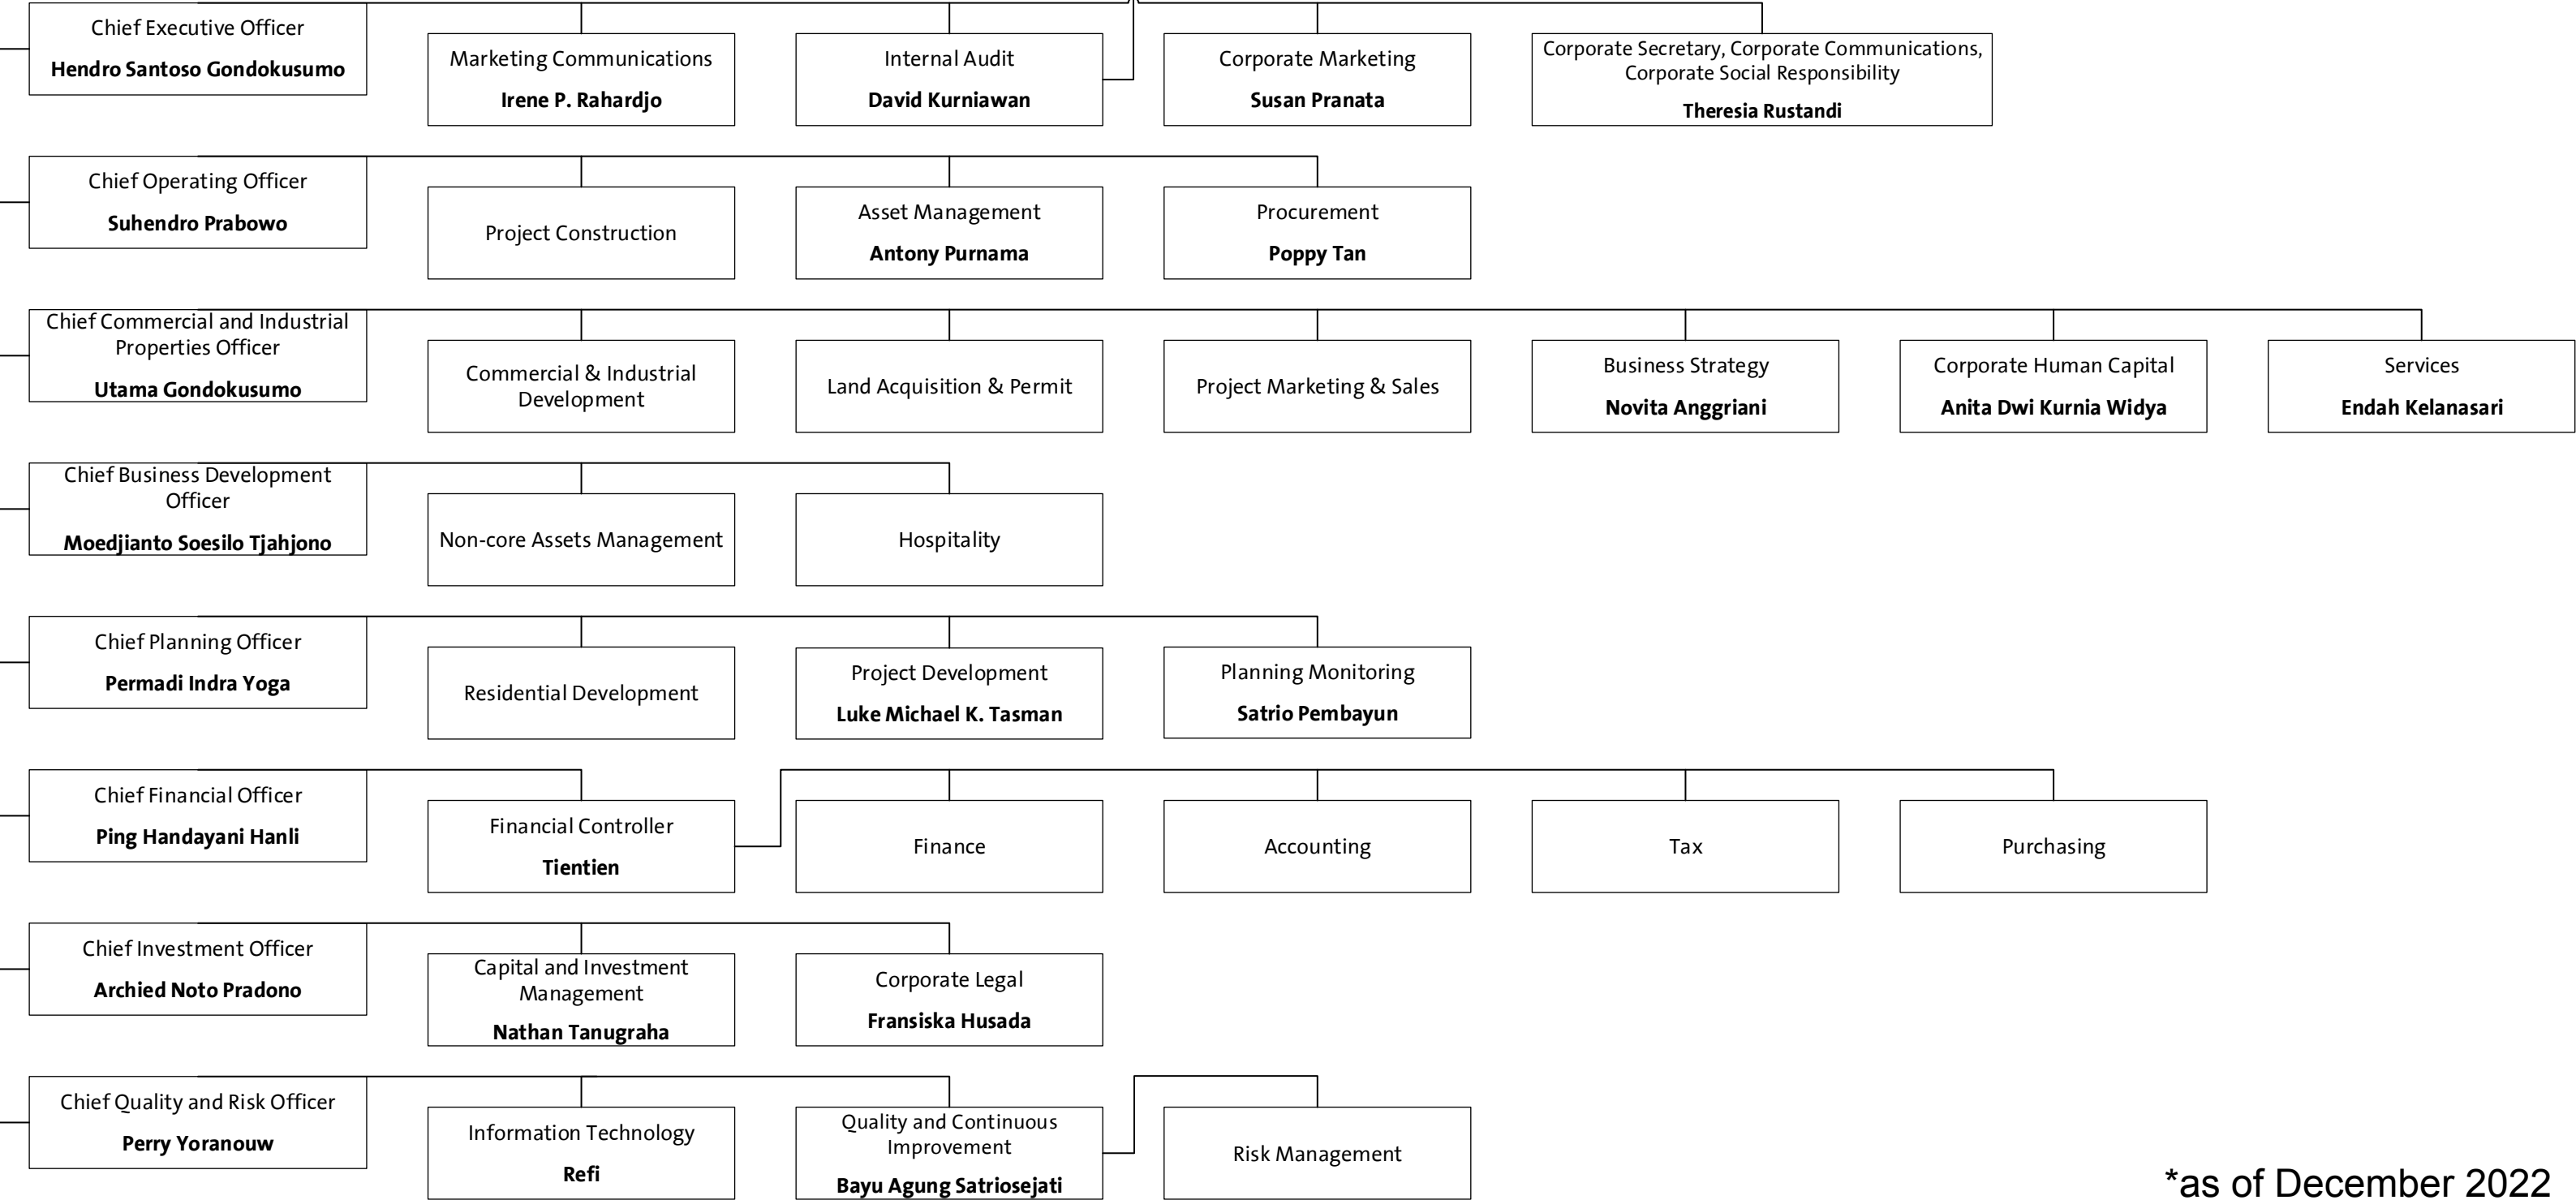 Chief Executive Officer
Hendro Santoso Gondokusumo
Marketing Communications
Irene P. Rahardjo
Internal Audit
David Kurniawan
Corporate Marketing
Susan Pranata
Corporate Secretary, Corporate Communications,
Corporate Social Responsibility
Theresia Rustandi
Chief Operating Officer
Suhendro Prabowo
Project Construction
Asset Management
Antony Purnama
Procurement
Poppy Tan
Chief Commercial and Industrial
Properties Officer
Utama Gondokusumo
Commercial & Industrial
Development
Land Acquisition & Permit
Project Marketing & Sales
Business Strategy
Novita Anggriani
Corporate Human Capital
Anita Dwi Kurnia Widya
Services
Endah Kelanasari
Chief Business Development
Officer
Moedjianto Soesilo Tjahjono
Non-core Assets Management
Hospitality
Chief Planning Officer
Permadi Indra Yoga
Residential Development
Project Development
Luke Michael K. Tasman
Planning Monitoring
Satrio Pembayun
Chief Financial Officer
Ping Handayani Hanli
Financial Controller
Tientien
Finance
Accounting
Tax
Purchasing
Chief Investment Officer
Archied Noto Pradono
Capital and Investment
Management
Nathan Tanugraha
Corporate Legal
Fransiska Husada
Chief Quality and Risk Officer
Perry Yoranouw
Information Technology
Refi
Quality and Continuous
Improvement
Bayu Agung Satriosejati
Risk Management
*as of December 2022